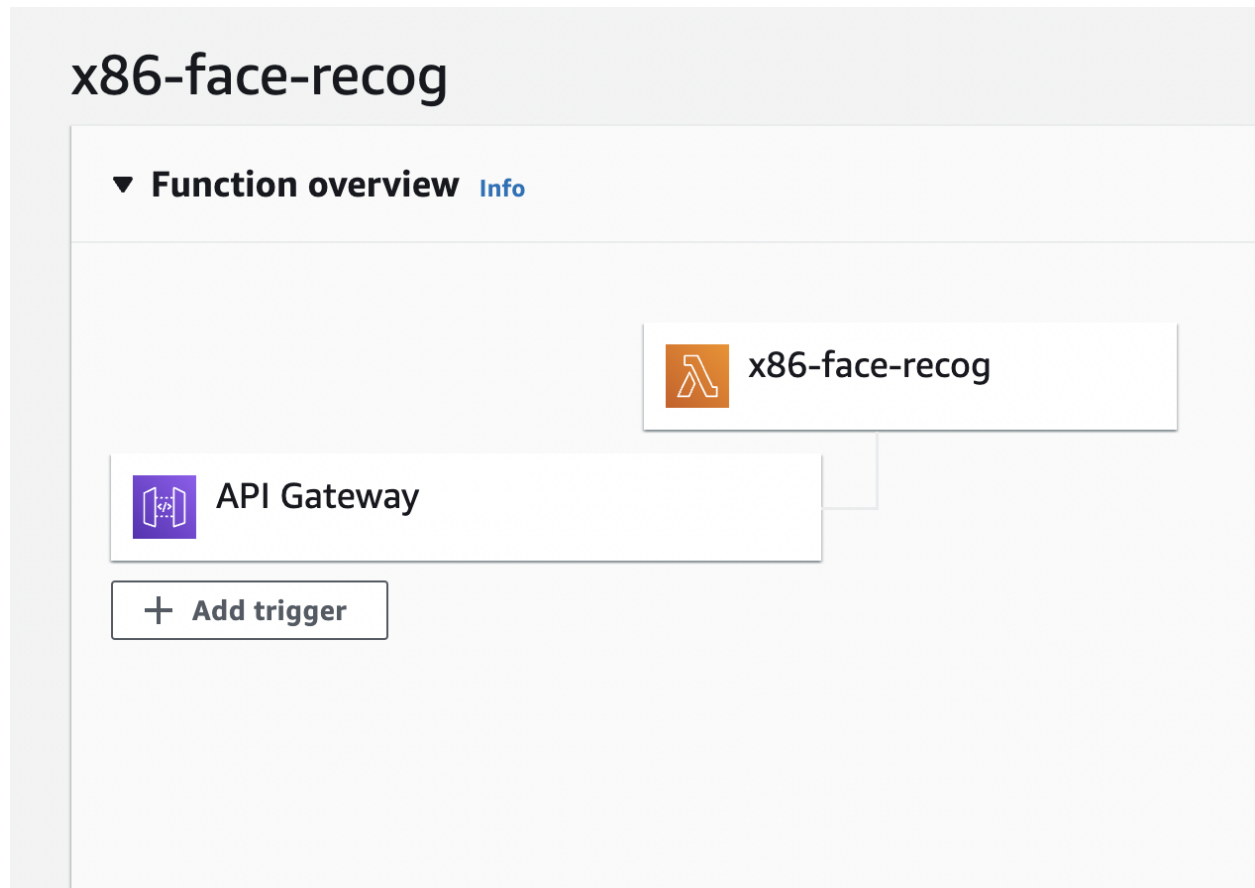 x86-face-recog
Function overview Info
x86-face-recog
API Gateway
Add trigger